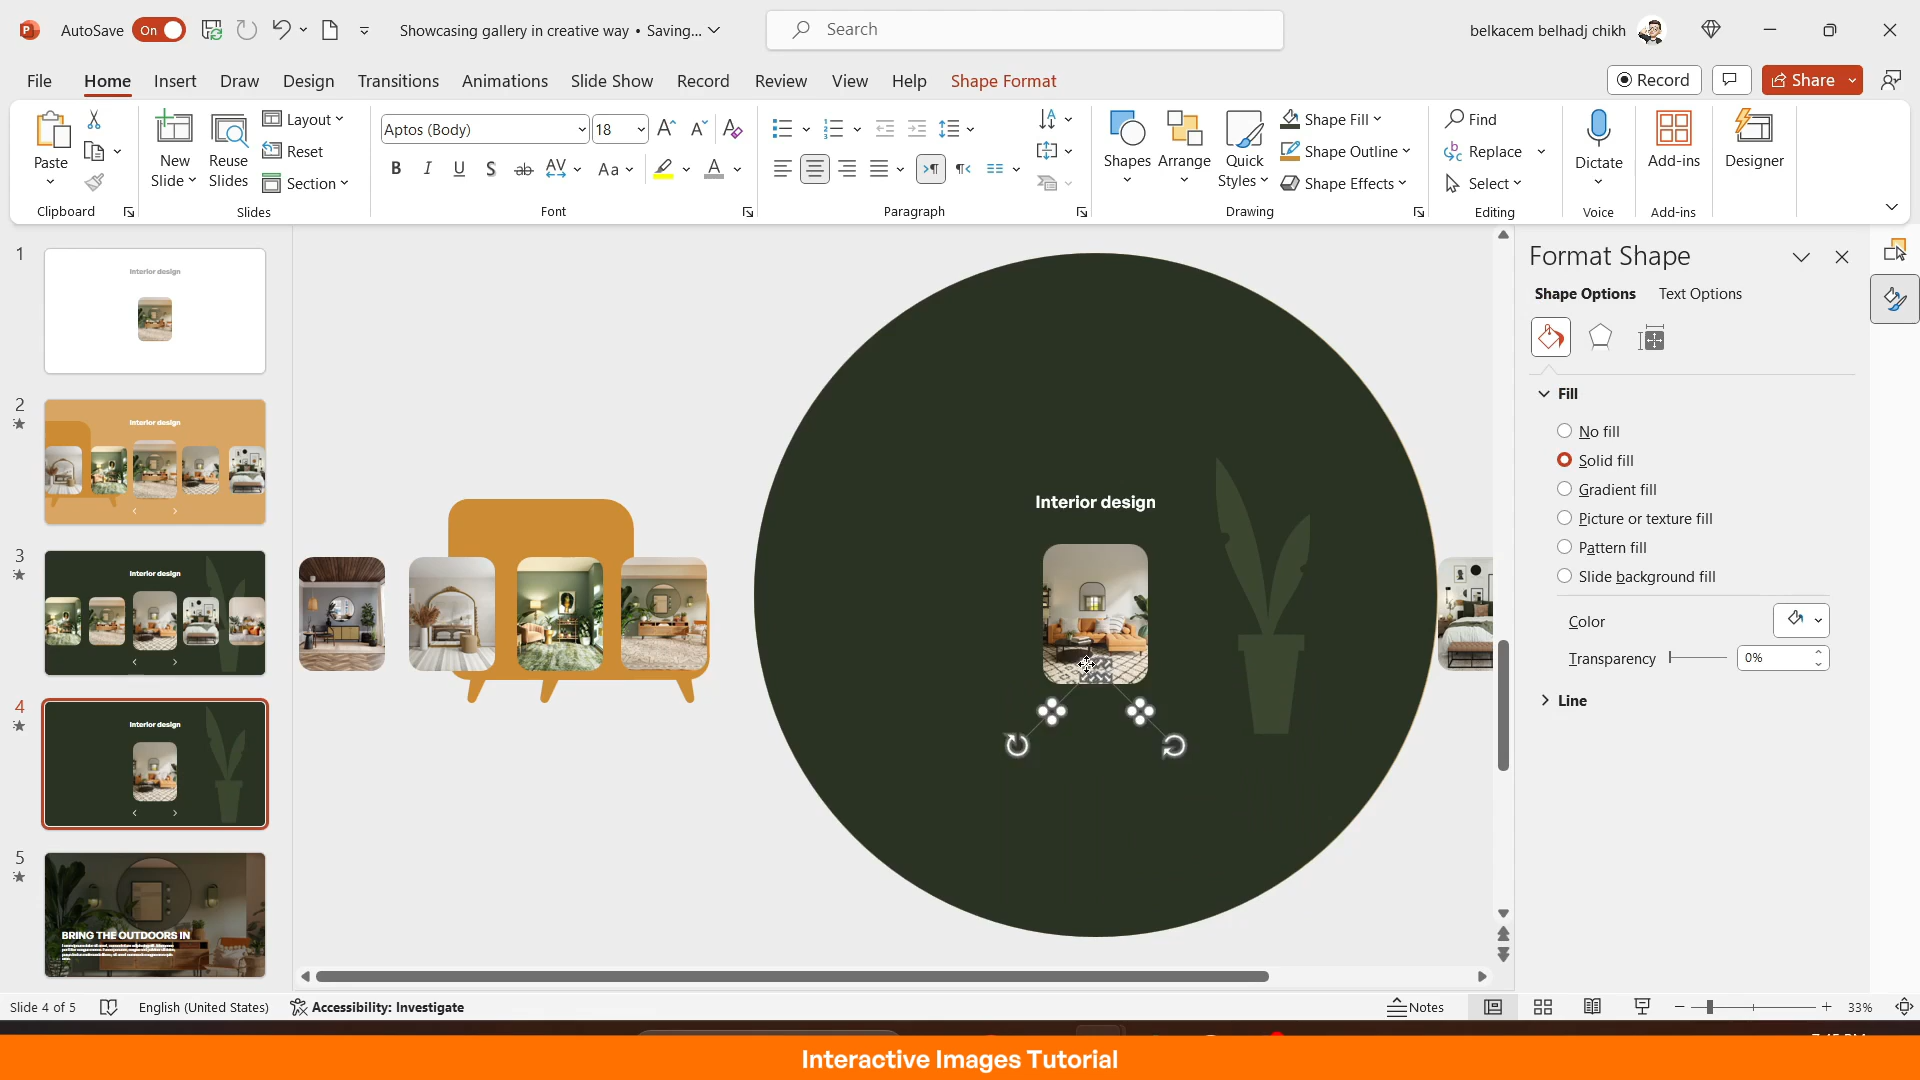 AutoSave On Showcasing gallery in creative way • Saving... Search belkacem belhadj chikh
File Home Insert Draw Design Transitions Animations Slide Show Record Review View Help Shape Format Record Share
Paste New Slide Reuse Slides Layout Reset Section Aptos (Body) 18 Shapes Arrange Quick Styles Shape Fill Shape Outline Shape Effects Find Replace Select Dictate Add-ins Designer
Clipboard Slides Font Paragraph Drawing Editing Voice Add-ins
1
Interior design
2
Interior design
3
Interior design
4
Interior design
5
BRING THE OUTDOORS IN
Interior design
Format Shape
Shape Options Text Options
Fill
No fill
Solid fill
Gradient fill
Picture or texture fill
Pattern fill
Slide background fill
Color
Transparency 0%
Line
Slide 4 of 5 English (United States) Accessibility: Investigate Notes 33%
Interactive Images Tutorial